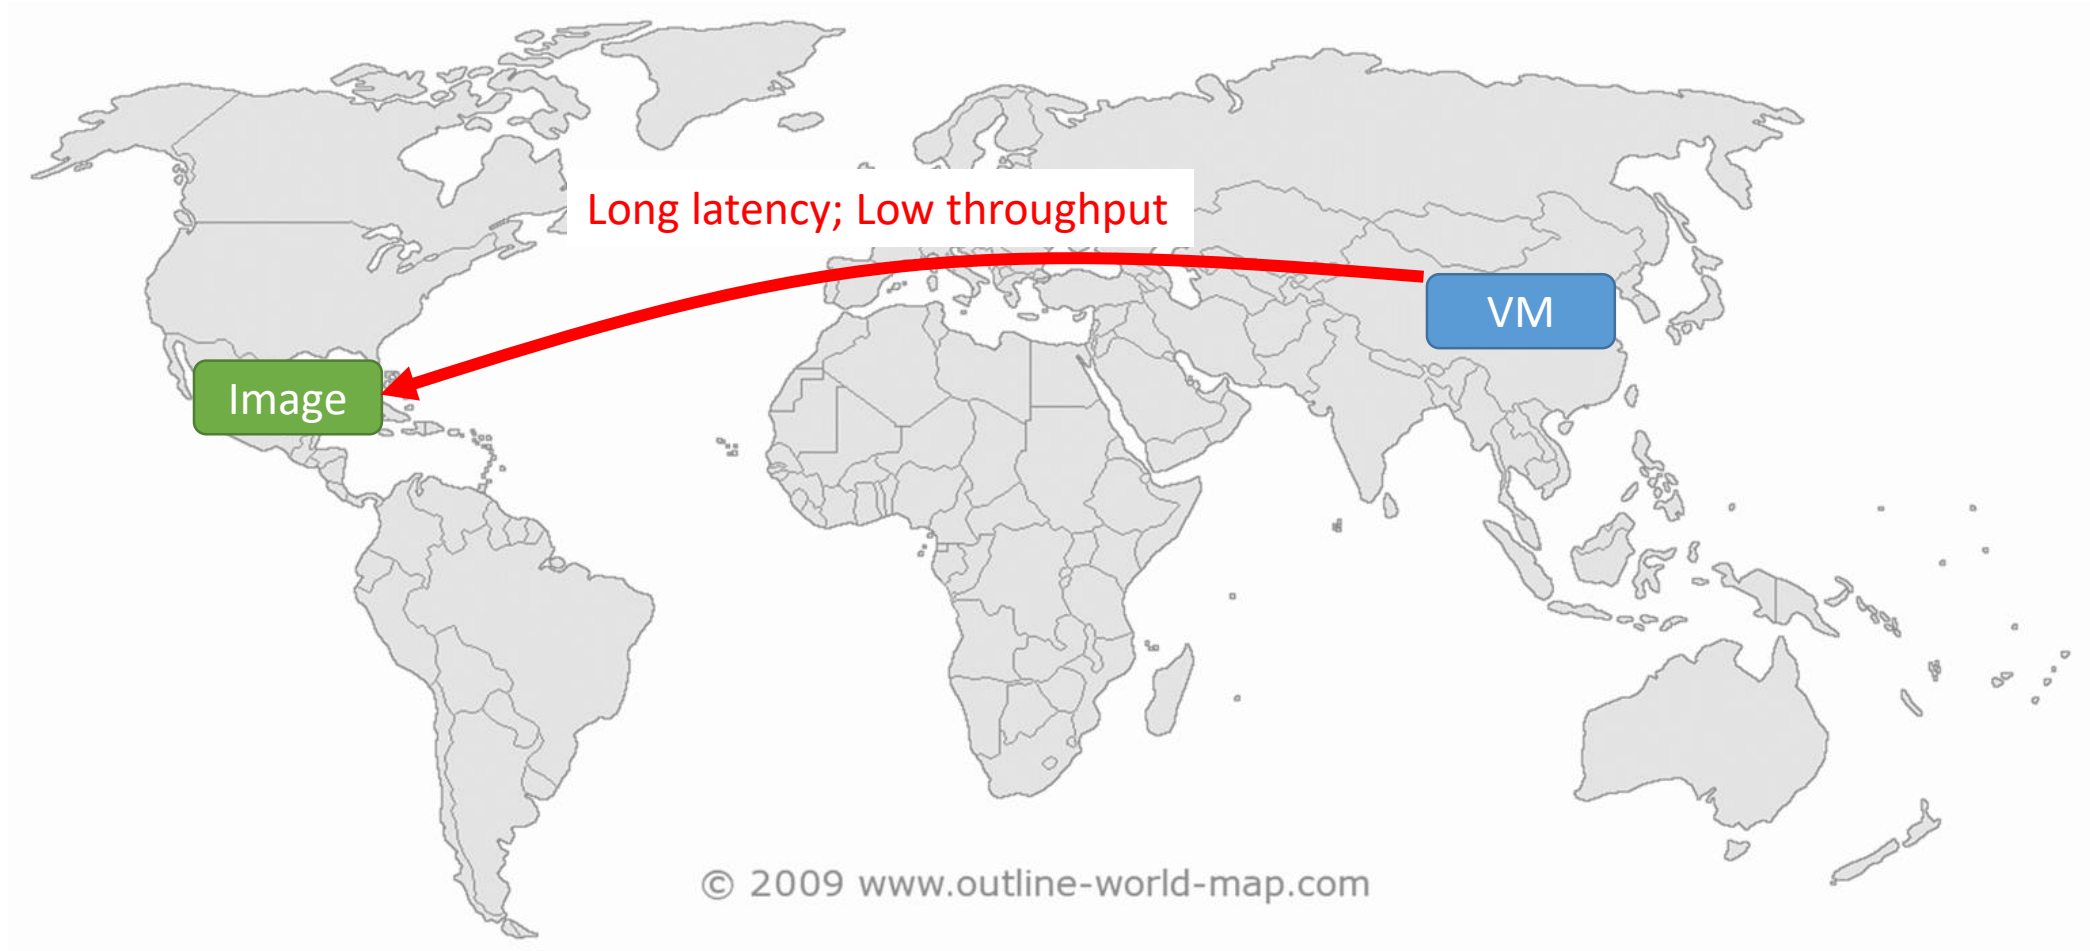 Long latency; Low throughput
VM
Image
© 2009 www.outline-world-map.com